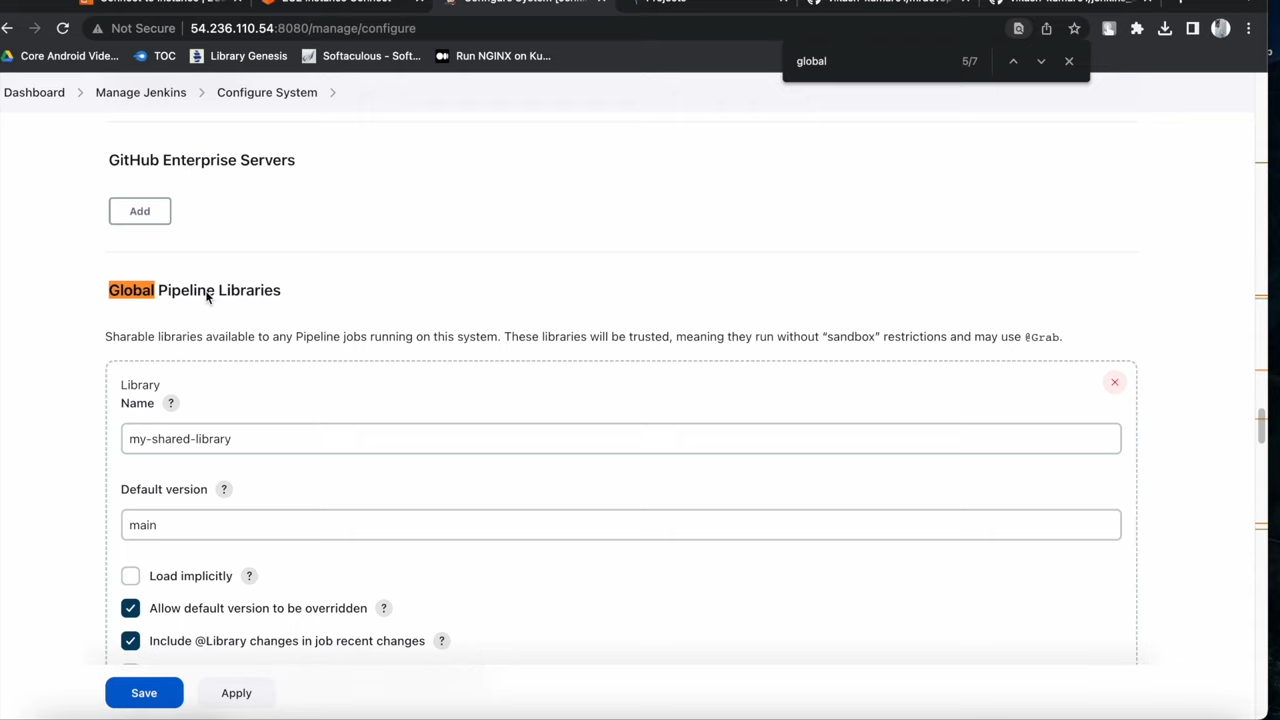 Not Secure 54.236.110.54:8080/manage/configure
Core Android Vide... TOC Library Genesis Softaculous - Soft... Run NGINX on Ku...
global 5/7
Dashboard Manage Jenkins Configure System
GitHub Enterprise Servers
Add
Global Pipeline Libraries
Sharable libraries available to any Pipeline jobs running on this system. These libraries will be trusted, meaning they run without “sandbox” restrictions and may use @Grab.
Library
Name ?
my-shared-library
Default version ?
main
Load implicitly ?
Allow default version to be overridden ?
Include @Library changes in job recent changes ?
Save Apply